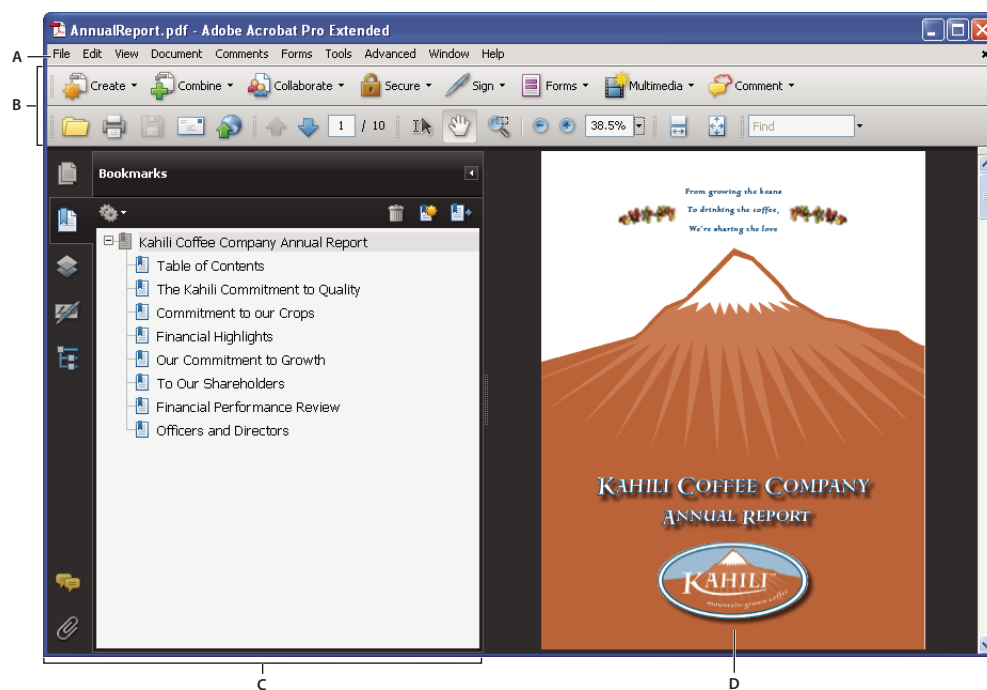 AnnualReport.pdf - Adobe Acrobat Pro Extended
A
File Edit View Document Comments Forms Tools Advanced Window Help
B
Create Combine Collaborate Secure Sign Forms Multimedia Comment
1 / 10 38.5% Find
Bookmarks
Kahili Coffee Company Annual Report
Table of Contents
The Kahili Commitment to Quality
Commitment to our Crops
Financial Highlights
Our Commitment to Growth
To Our Shareholders
Financial Performance Review
Officers and Directors
From growing the beans
To drinking the coffee,
We're sharing the love
KAHILI COFFEE COMPANY
ANNUAL REPORT
KAHILI
mountain-grown coffee
C
D